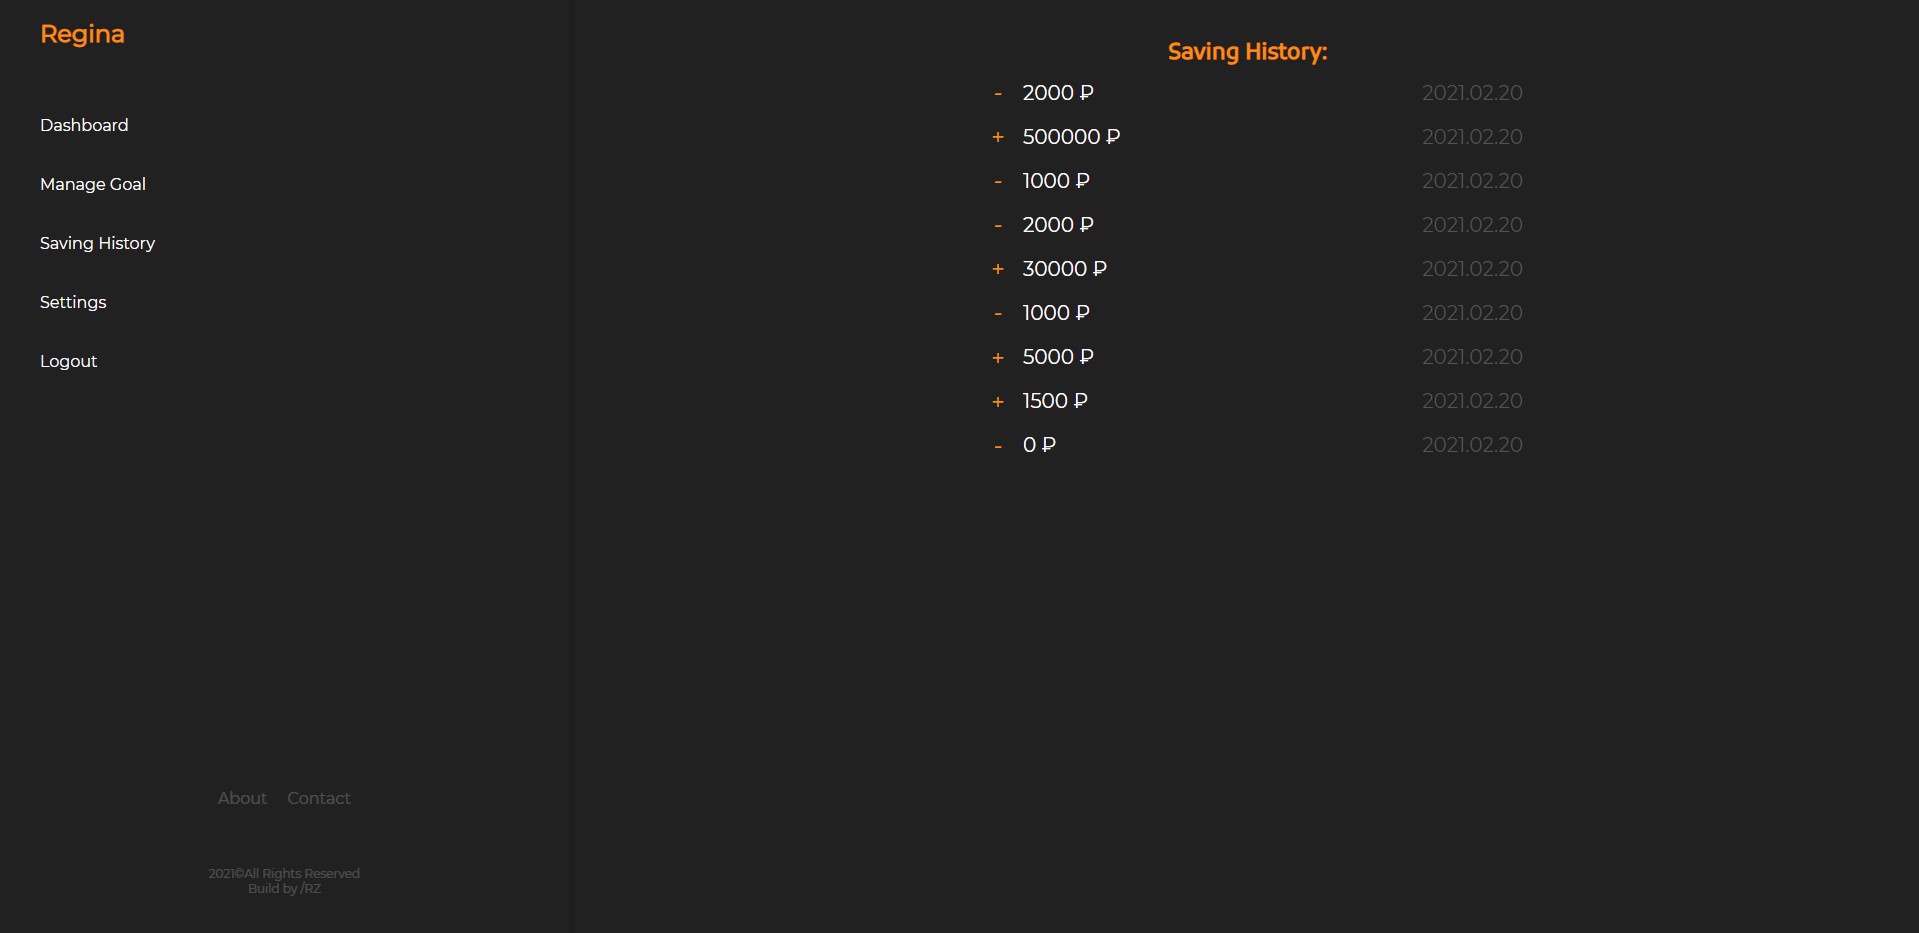 Regina
Dashboard
Manage Goal
Saving History
Settings
Logout
About Contact
2021©All Rights Reserved
Build by /RZ
Saving History:
- 2000 ₽ 2021.02.20
+ 500000 ₽ 2021.02.20
- 1000 ₽ 2021.02.20
- 2000 ₽ 2021.02.20
+ 30000 ₽ 2021.02.20
- 1000 ₽ 2021.02.20
+ 5000 ₽ 2021.02.20
+ 1500 ₽ 2021.02.20
- 0 ₽ 2021.02.20